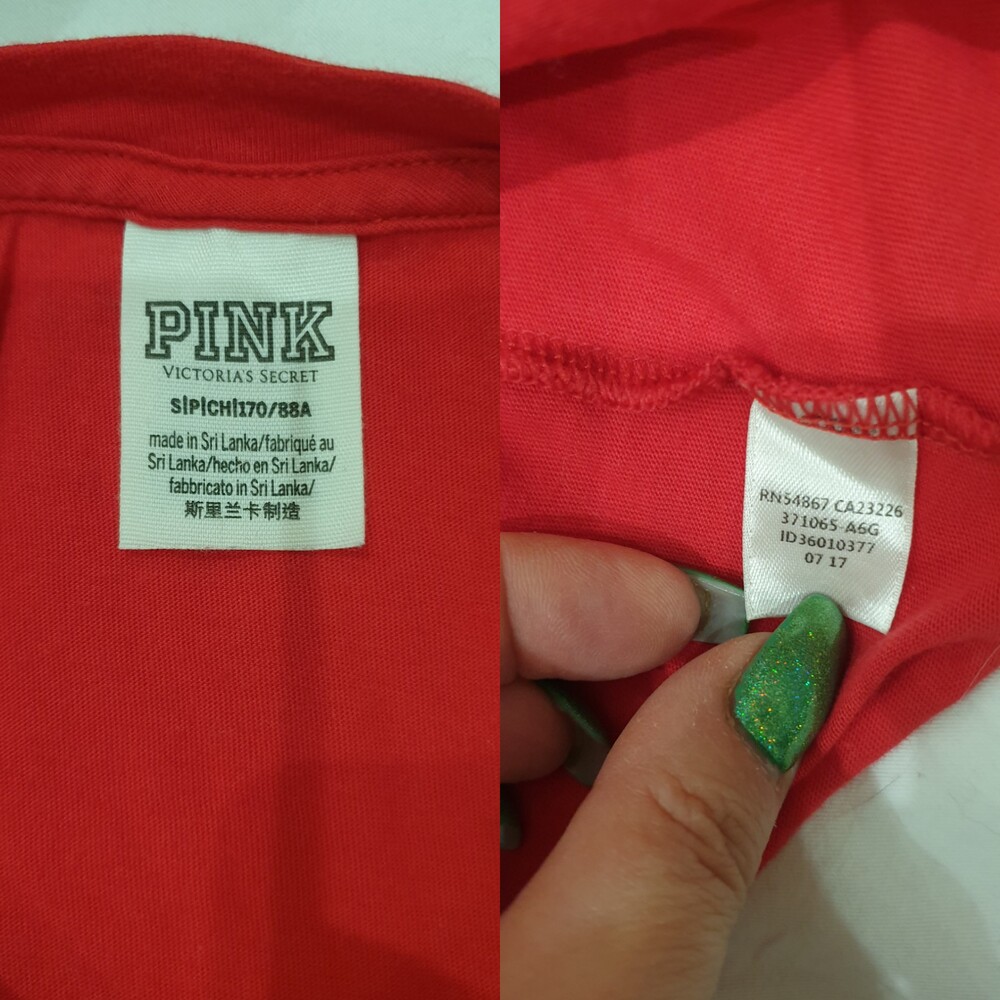 PINK
VICTORIA'S SECRET
S|P|CH|170/88A
made in Sri Lanka/fabriqué au
Sri Lanka/hecho en Sri Lanka/
fabbricato in Sri Lanka/
斯里兰卡制造
RN54867 CA23226
371065-A6G
ID36010377
07 17